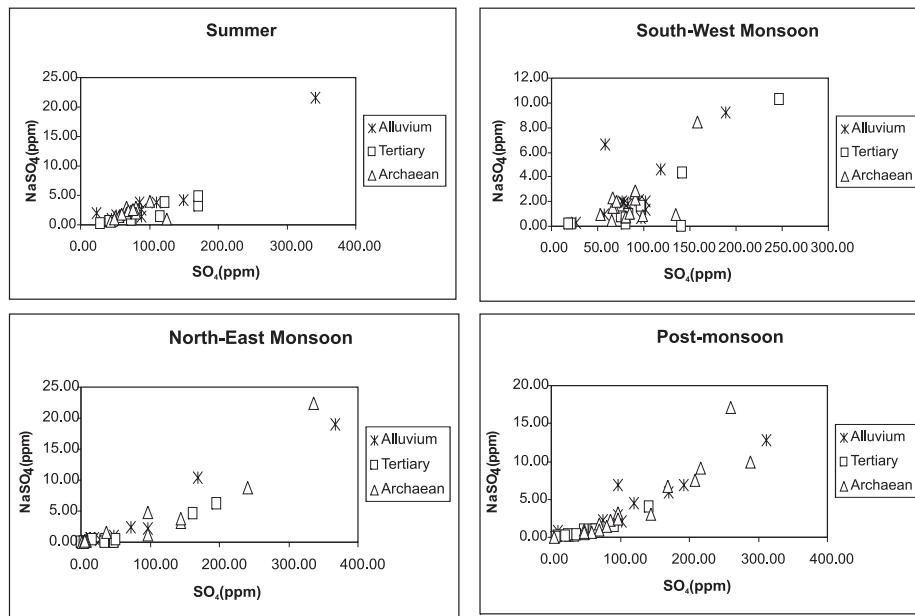 Summer
25.00
20.00
15.00
10.00
5.00
0.00
NaSO4(ppm)
0.00 100.00 200.00 300.00 400.00
SO4(ppm)
Alluvium
Tertiary
Archaean
South-West Monsoon
12.00
10.00
8.00
6.00
4.00
2.00
0.00
NaSO4(ppm)
0.00 50.00 100.00 150.00 200.00 250.00 300.00
SO4(ppm)
Alluvium
Tertiary
Archaean
North-East Monsoon
25.00
20.00
15.00
10.00
5.00
0.00
NaSO4(ppm)
0.00 100.00 200.00 300.00 400.00
SO4(ppm)
Alluvium
Tertiary
Archaean
Post-monsoon
20.00
15.00
10.00
5.00
0.00
NaSO4(ppm)
0.00 100.00 200.00 300.00 400.00
SO4(ppm)
Alluvium
Tertiary
Archaean